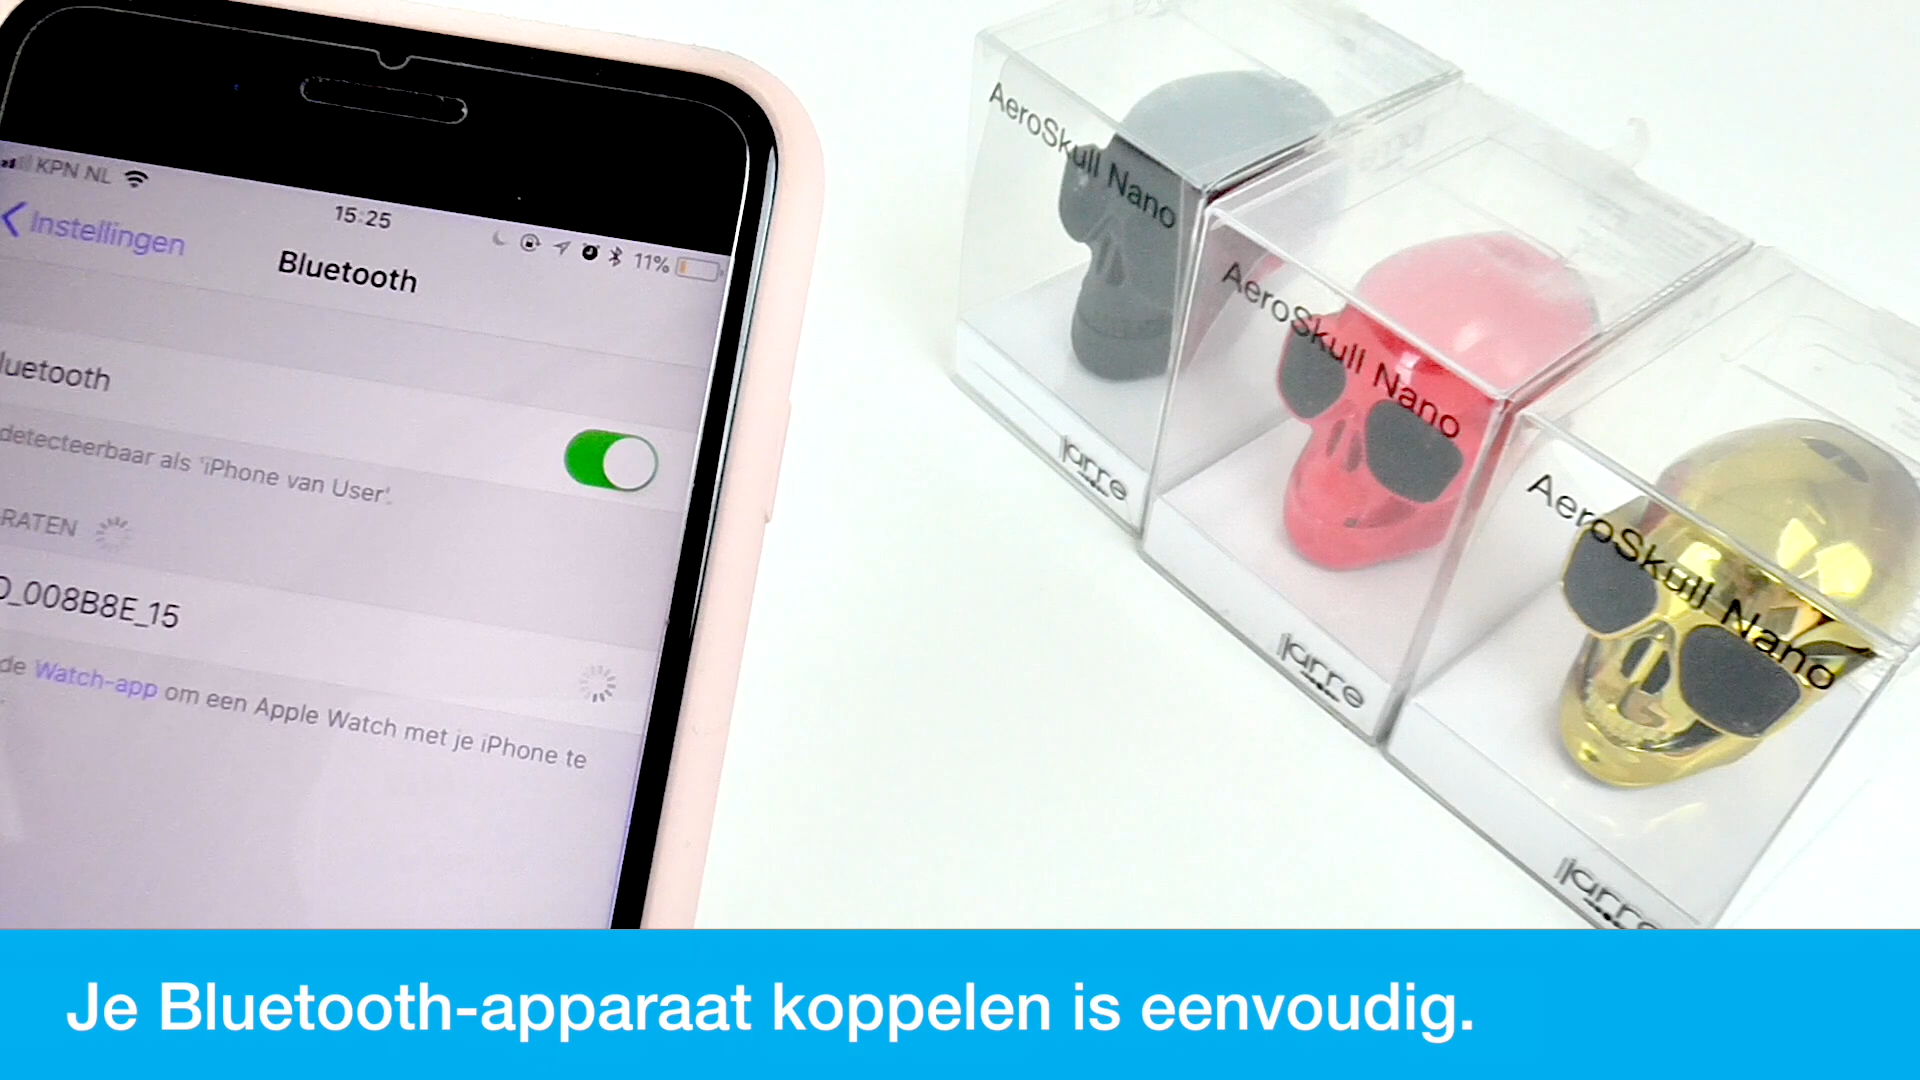 KPN NL
15:25
11%
Instellingen
Bluetooth
luetooth
detecteerbaar als 'iPhone van User'.
RATEN
_008B8E_15
de Watch-app om een Apple Watch met je iPhone te
AeroSkull Nano
jarre
AeroSkull Nano
jarre
AeroSkull Nano
jarre
Je Bluetooth-apparaat koppelen is eenvoudig.